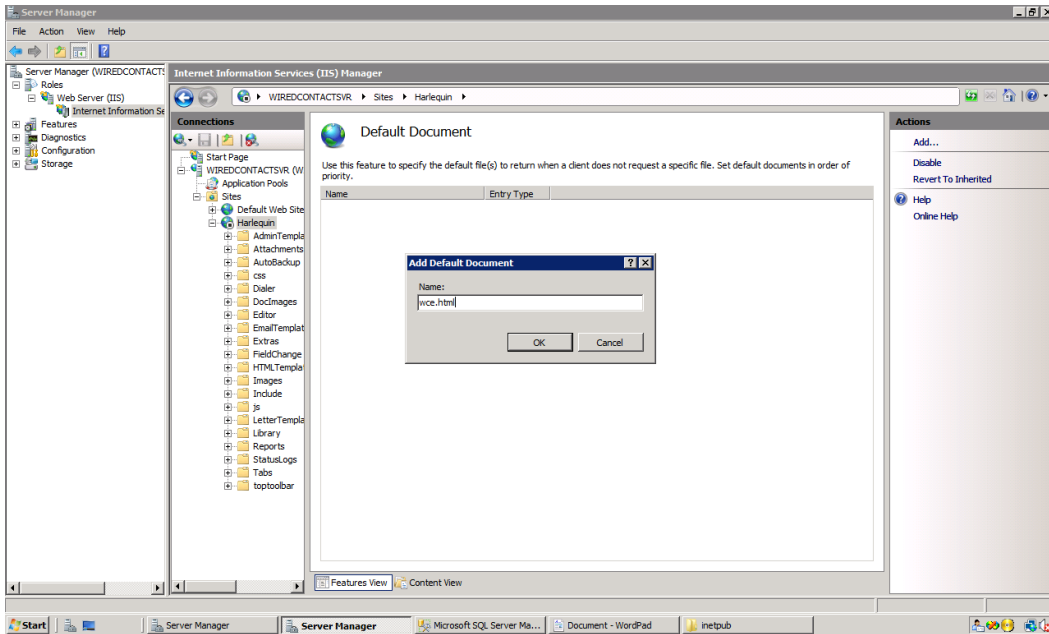 Server Manager
File Action View Help
Server Manager (WIREDCONTACTS
Roles
Web Server (IIS)
Internet Information Se
Features
Diagnostics
Configuration
Storage
Internet Information Services (IIS) Manager
WIREDCONTACTSVR Sites Harlequin
Connections
Start Page
WIREDCONTACTSVR (W
Application Pools
Sites
Default Web Site
Harlequin
AdminTempla
Attachments
AutoBackup
css
Dialer
DocImages
Editor
EmailTemplat
Extras
FieldChange
HTMLTempla
Images
Include
js
LetterTempla
Library
Reports
StatusLogs
Tabs
toptoolbar
Default Document
Use this feature to specify the default file(s) to return when a client does not request a specific file. Set default documents in order of
priority.
Name Entry Type
Add Default Document
Name:
wce.html
OK Cancel
Features View Content View
Actions
Add...
Disable
Revert To Inherited
Help
Online Help
Start Server Manager Server Manager Microsoft SQL Server Ma... Document - WordPad inetpub